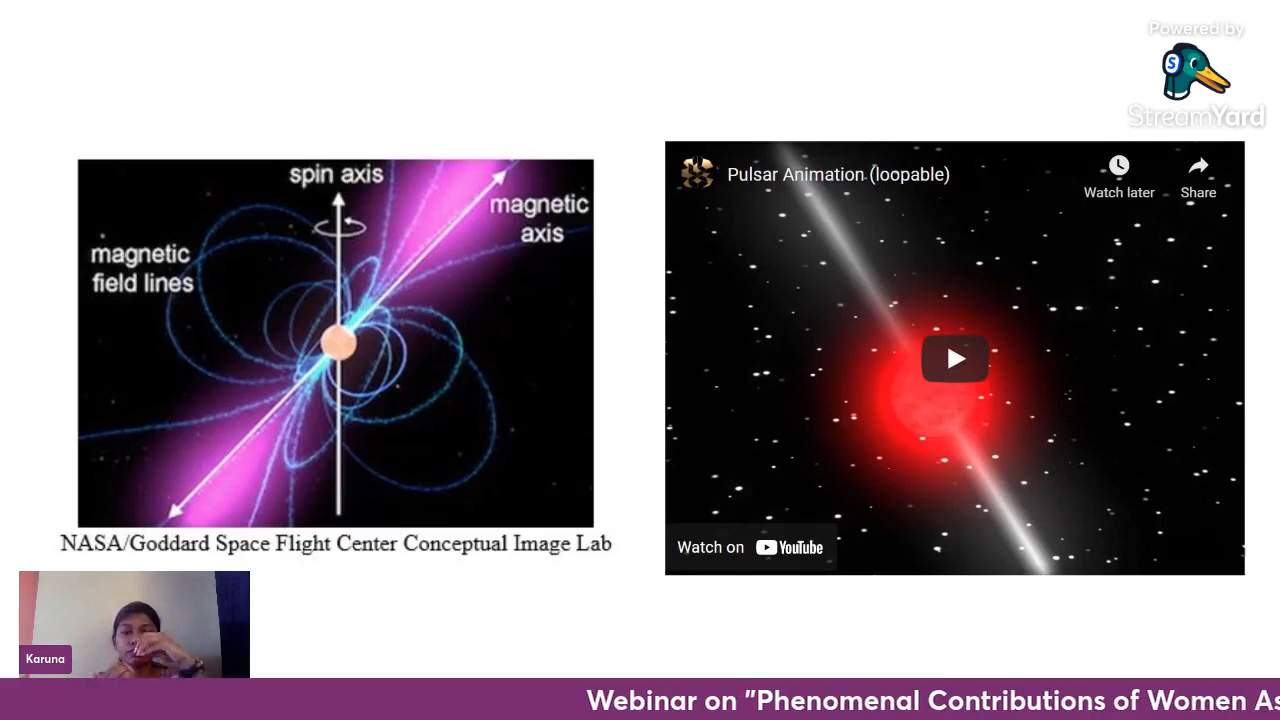 Powered by
StreamYard
spin axis
magnetic
axis
magnetic
field lines
NASA/Goddard Space Flight Center Conceptual Image Lab
Pulsar Animation (loopable)
Watch later
Share
Watch on YouTube
Karuna
Webinar on "Phenomenal Contributions of Women As